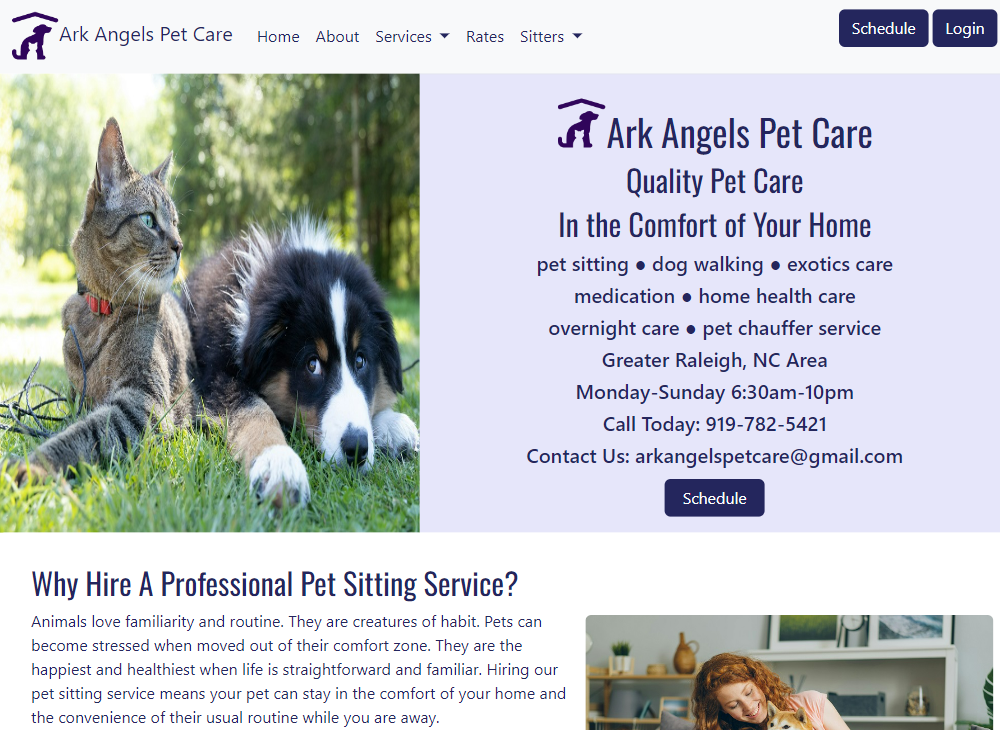 Ark Angels Pet Care Home About Services Rates Sitters Schedule Login
Ark Angels Pet Care
Quality Pet Care
In the Comfort of Your Home
pet sitting ● dog walking ● exotics care
medication ● home health care
overnight care ● pet chauffer service
Greater Raleigh, NC Area
Monday-Sunday 6:30am-10pm
Call Today: 919-782-5421
Contact Us: arkangelspetcare@gmail.com
Schedule
Why Hire A Professional Pet Sitting Service?
Animals love familiarity and routine. They are creatures of habit. Pets can
become stressed when moved out of their comfort zone. They are the
happiest and healthiest when life is straightforward and familiar. Hiring our
pet sitting service means your pet can stay in the comfort of your home and
the convenience of their usual routine while you are away.